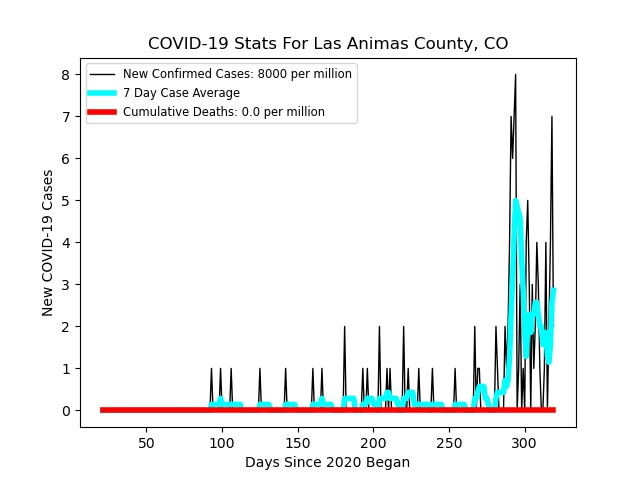 COVID-19 Stats For Las Animas County, CO
New Confirmed Cases: 8000 per million
7 Day Case Average
Cumulative Deaths: 0.0 per million
8
7
6
5
4
3
2
1
0
New COVID-19 Cases
50 100 150 200 250 300
Days Since 2020 Began